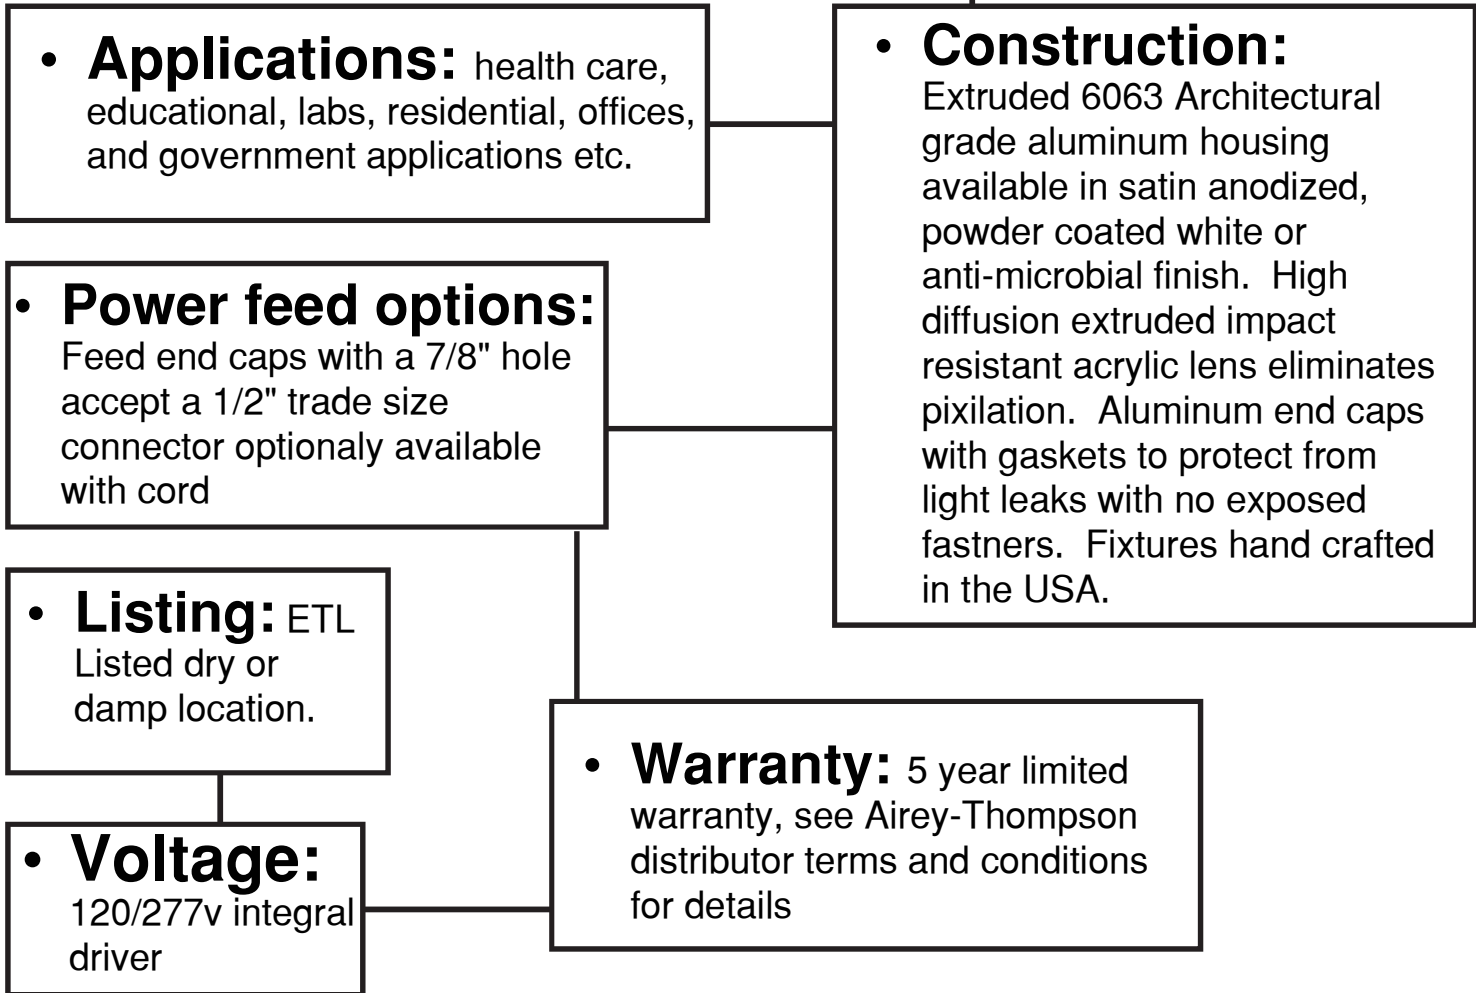 • Applications: health care,
educational, labs, residential, offices,
and government applications etc.
• Construction:
Extruded 6063 Architectural
grade aluminum housing
available in satin anodized,
powder coated white or
anti-microbial finish.  High
diffusion extruded impact
resistant acrylic lens eliminates
pixilation.  Aluminum end caps
with gaskets to protect from
light leaks with no exposed
fastners.  Fixtures hand crafted
in the USA.
• Power feed options:
Feed end caps with a 7/8" hole
accept a 1/2" trade size
connector optionaly available
with cord
• Listing: ETL
Listed dry or
damp location.
• Warranty: 5 year limited
warranty, see Airey-Thompson
distributor terms and conditions
for details
• Voltage:
120/277v integral
driver